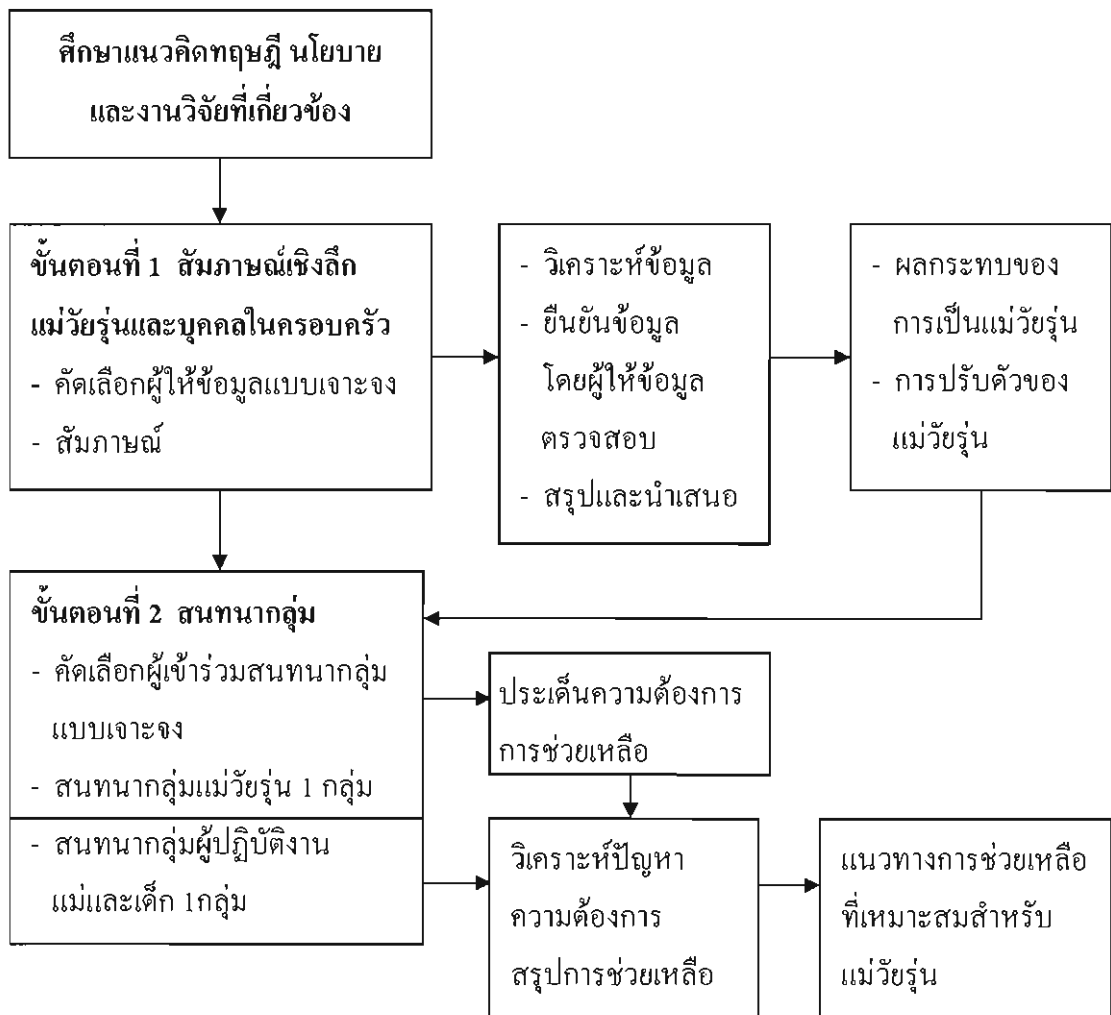 ศึกษาแนวคิดทฤษฎี นโยบาย
และงานวิจัยที่เกี่ยวข้อง
ขั้นตอนที่ 1 สัมภาษณ์เชิงลึก
แม่วัยรุ่นและบุคคลในครอบครัว
- คัดเลือกผู้ให้ข้อมูลแบบเจาะจง
- สัมภาษณ์
- วิเคราะห์ข้อมูล
- ยืนยันข้อมูล
โดยผู้ให้ข้อมูล
ตรวจสอบ
- สรุปและนำเสนอ
- ผลกระทบของ
การเป็นแม่วัยรุ่น
- การปรับตัวของ
แม่วัยรุ่น
ขั้นตอนที่ 2 สนทนากลุ่ม
- คัดเลือกผู้เข้าร่วมสนทนากลุ่ม
แบบเจาะจง
- สนทนากลุ่มแม่วัยรุ่น 1 กลุ่ม
- สนทนากลุ่มผู้ปฏิบัติงาน
แม่และเด็ก 1กลุ่ม
ประเด็นความต้องการ
การช่วยเหลือ
วิเคราะห์ปัญหา
ความต้องการ
สรุปการช่วยเหลือ
แนวทางการช่วยเหลือ
ที่เหมาะสมสำหรับ
แม่วัยรุ่น